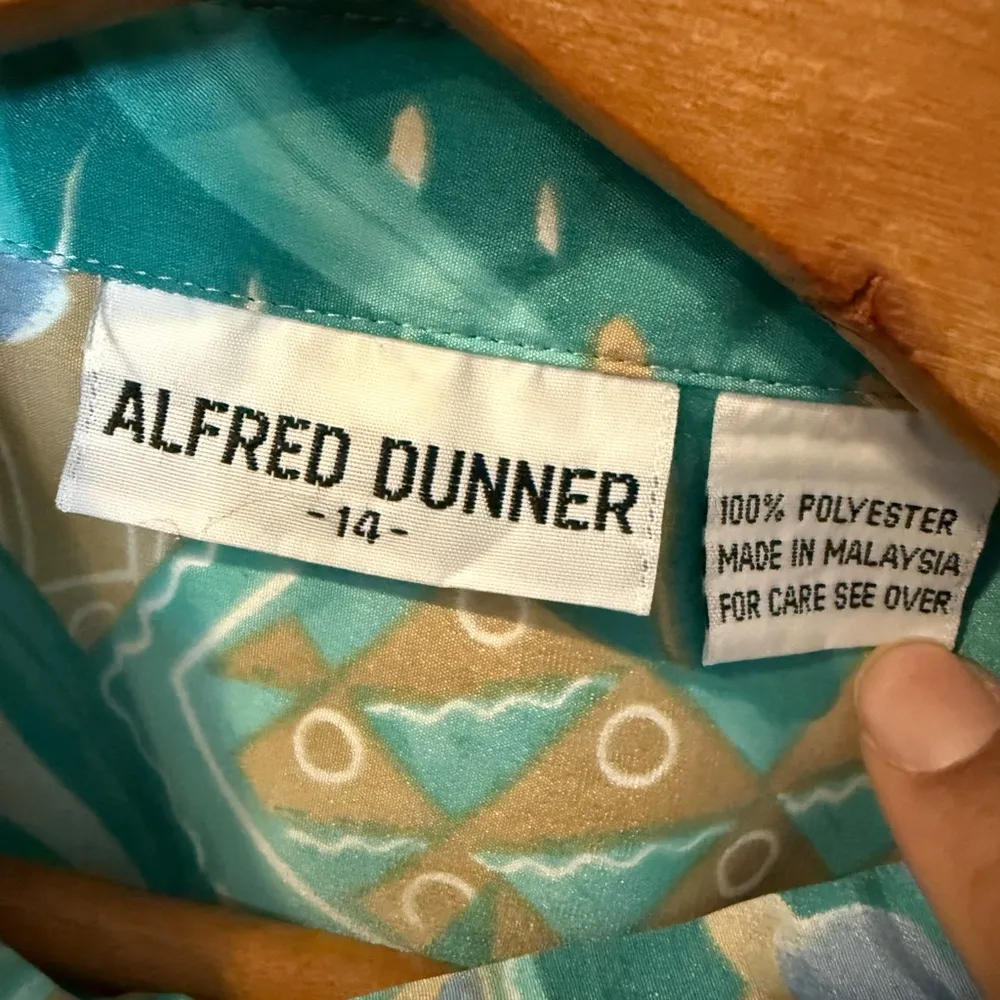 ALFRED DUNNER
-14-
100% POLYESTER
MADE IN MALAYSIA
FOR CARE SEE OVER